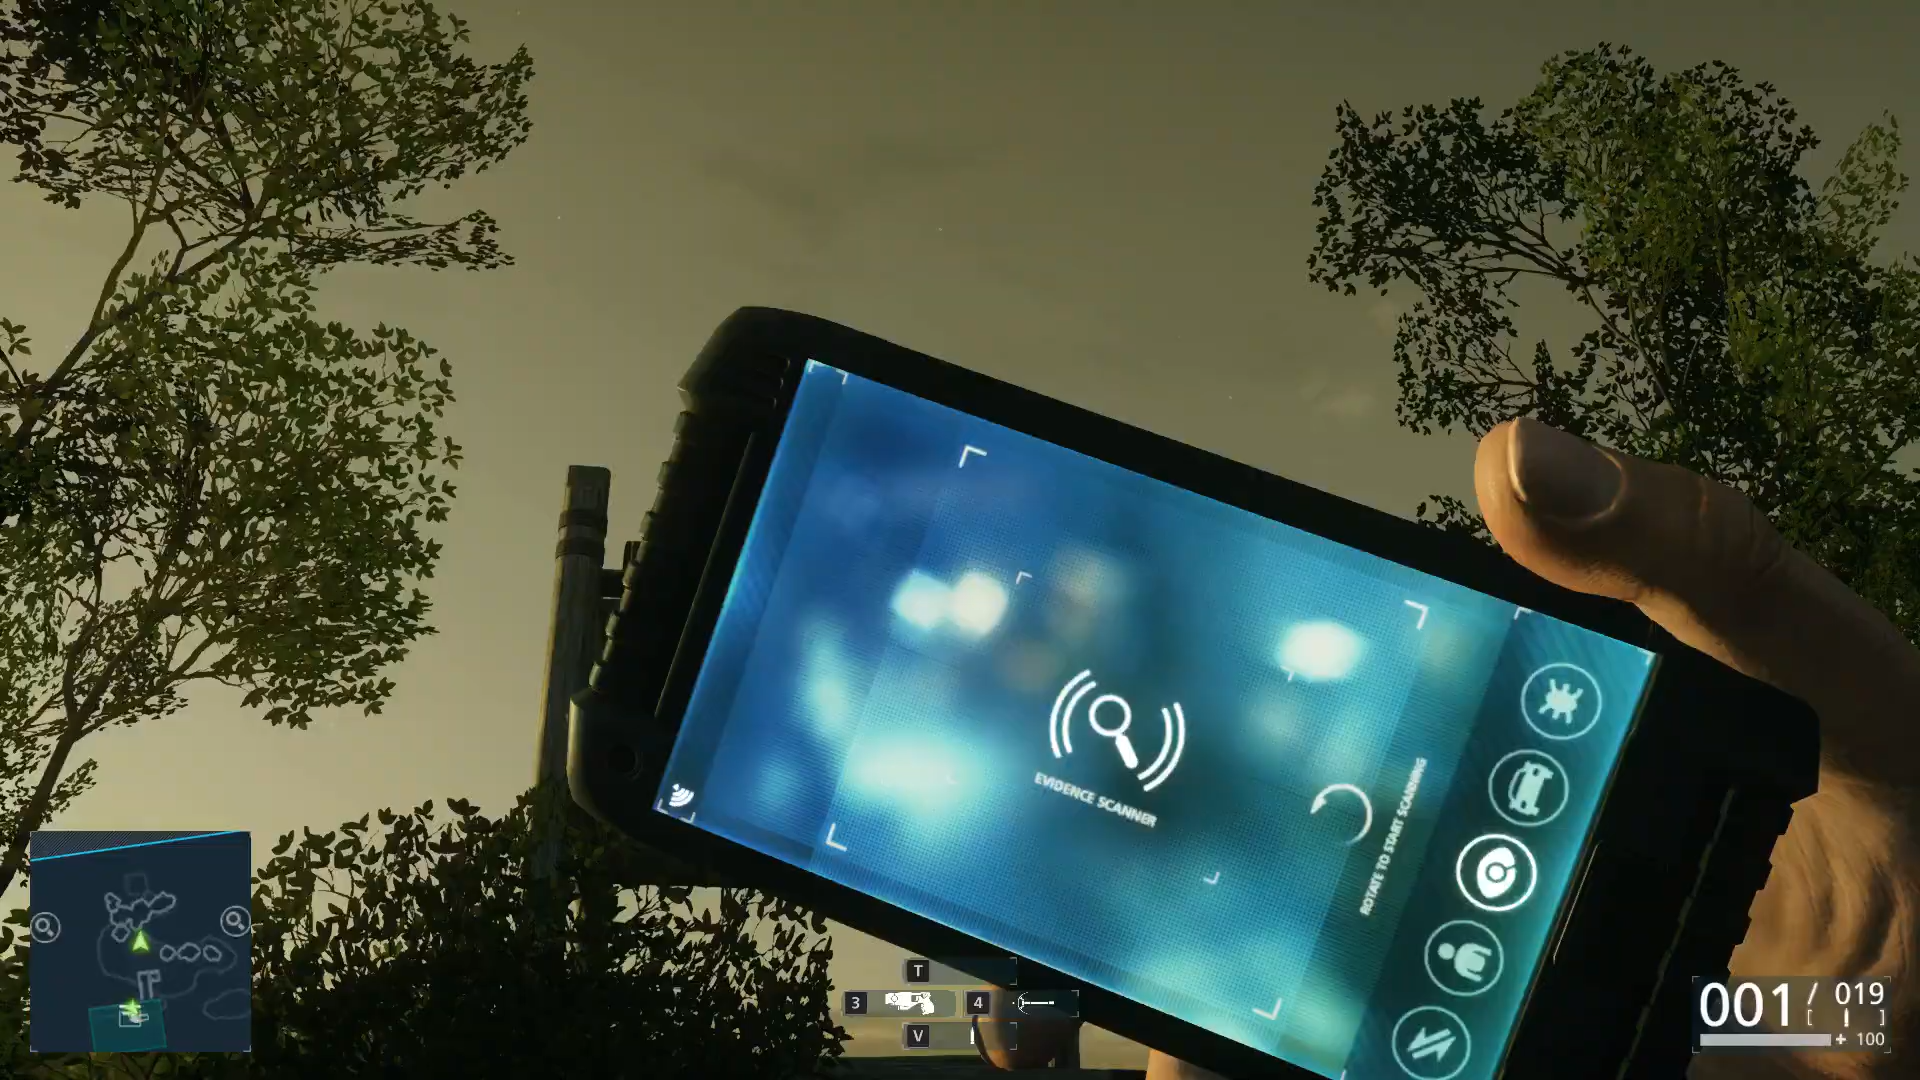 EVIDENCE SCANNER
ROTATE TO START SCANNING
T
3
4
V
001 / 019
[ ]
+ 100